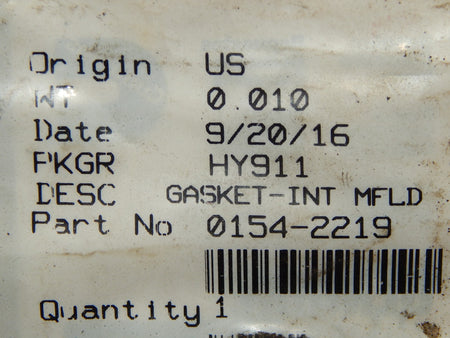 Origin US
WT 0.010
Date 9/20/16
PKGR HY911
DESC GASKET-INT MFLD
Part No 0154-2219
Quantity 1